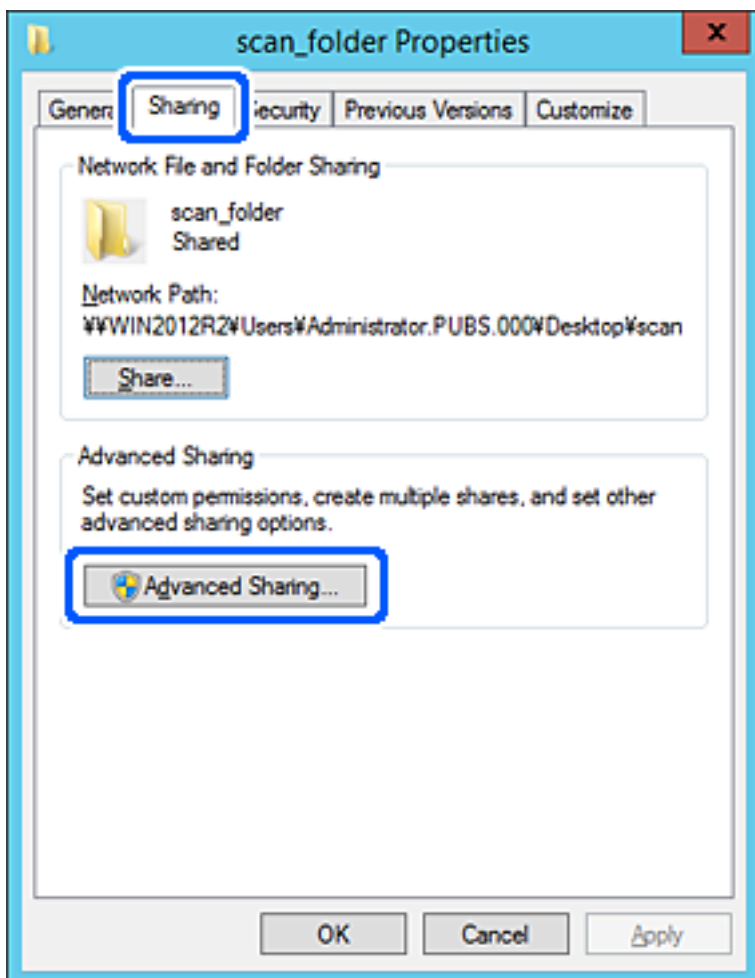 scan_folder Properties
x
Sharing Previous Versions Customize
Network File and Folder Sharing
scan_folder
Shared
Network Path:
¥¥WIN2012R2¥Users¥Administrator.PUBS.000¥Desktop¥scan
Share...
Advanced Sharing
Set custom permissions, create multiple shares, and set other
advanced sharing options.
Advanced Sharing...
OK Cancel Apply